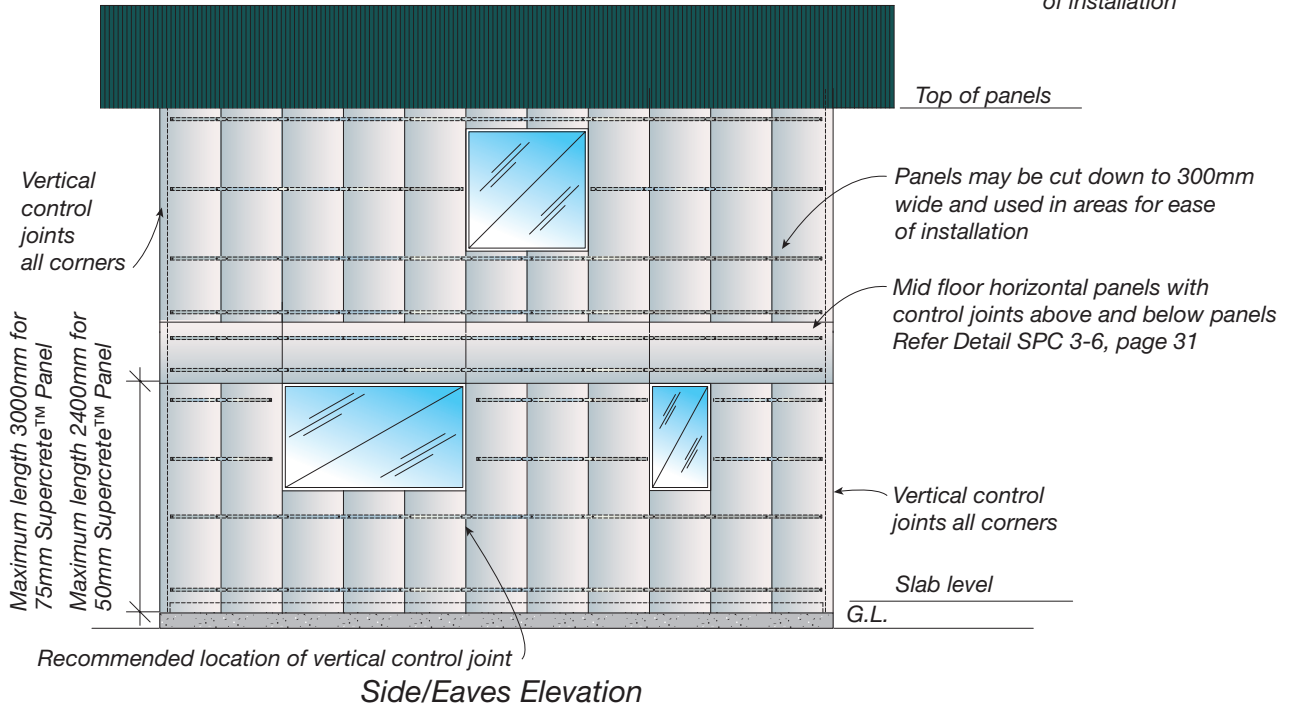 of installation
Top of panels
Vertical
control
joints
all corners
Panels may be cut down to 300mm
wide and used in areas for ease
of installation
Mid floor horizontal panels with
control joints above and below panels
Refer Detail SPC 3-6, page 31
Maximum length 3000mm for
75mm Supercrete™ Panel
Maximum length 2400mm for
50mm Supercrete™ Panel
Vertical control
joints all corners
Slab level
G.L.
Recommended location of vertical control joint
Side/Eaves Elevation